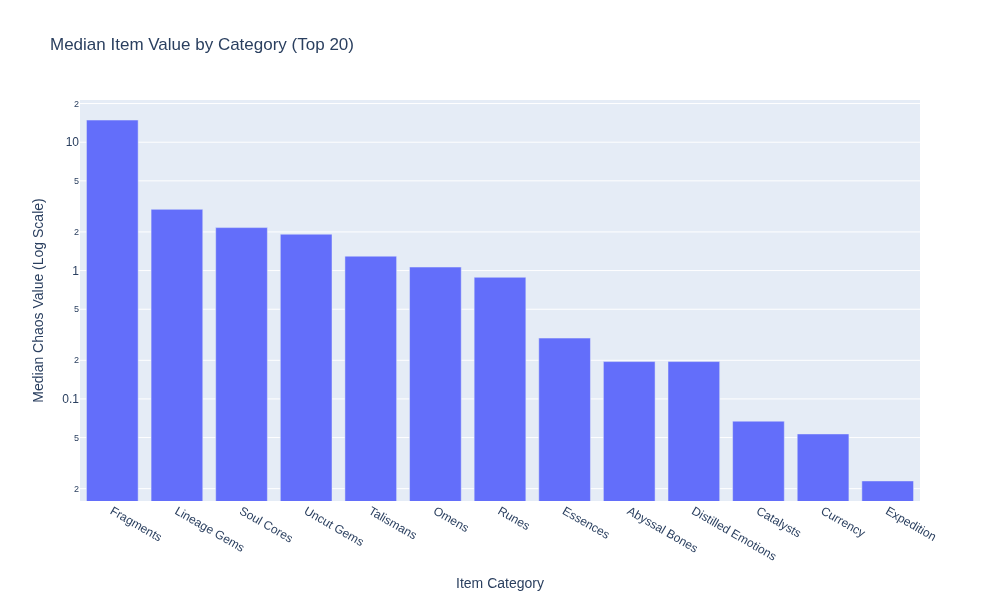 Median Item Value by Category (Top 20)
Median Chaos Value (Log Scale)
2
10
5
2
1
5
2
0.1
5
2
Fragments
Lineage Gems
Soul Cores
Uncut Gems
Talismans
Omens
Runes
Essences
Abyssal Bones
Distilled Emotions
Catalysts
Currency
Expedition
Item Category